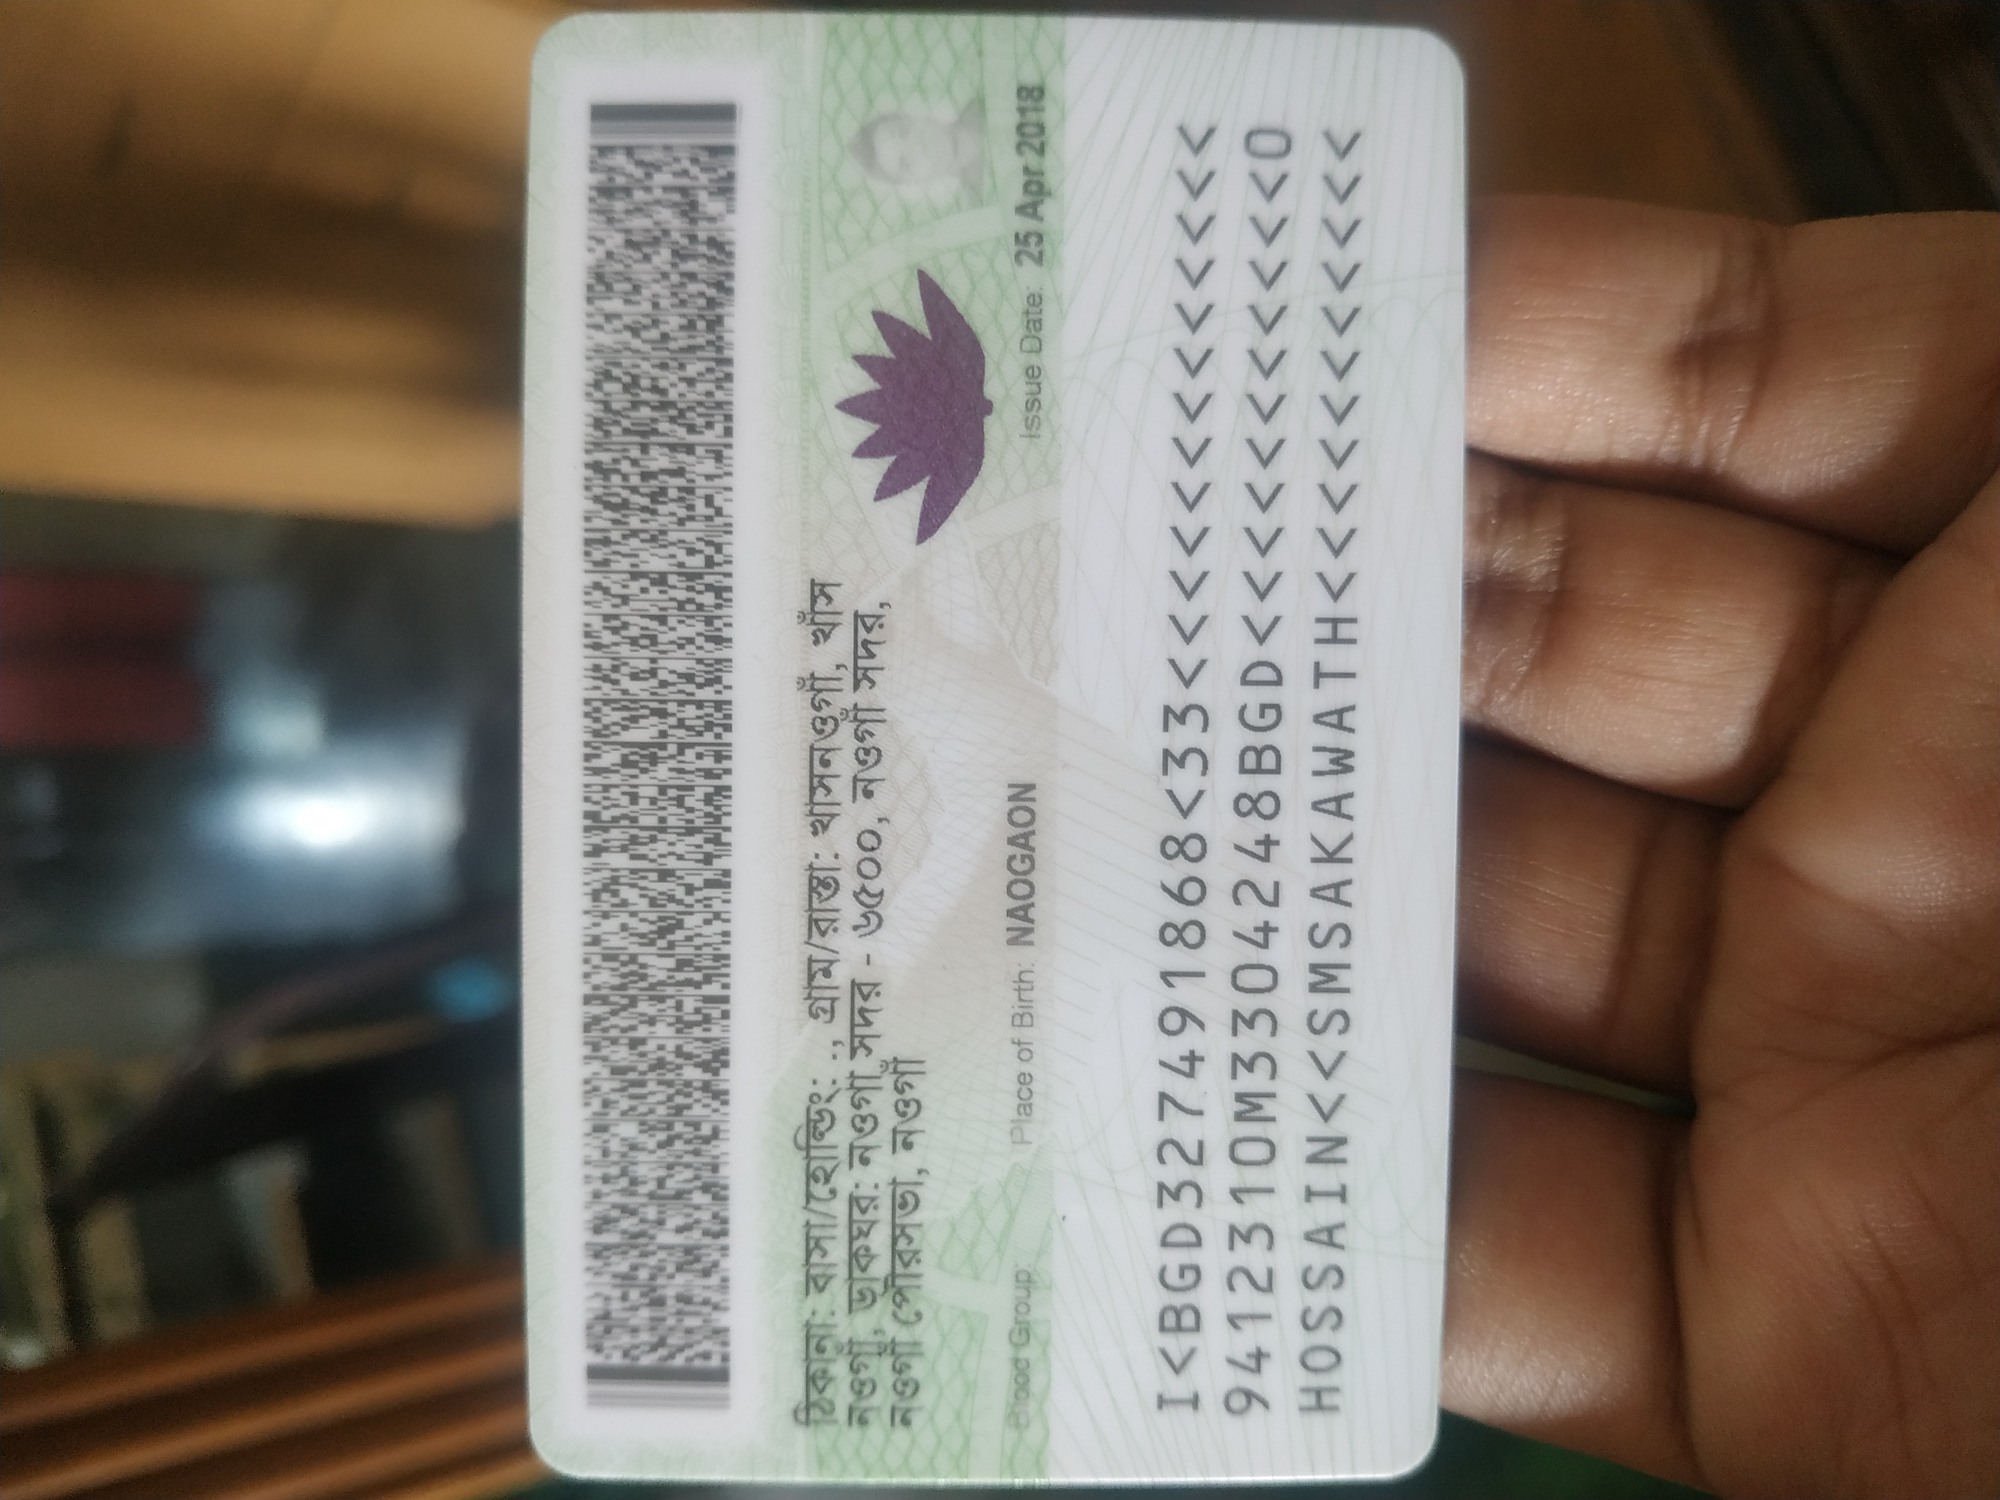 ঠিকানা: বাসা/হোল্ডিং: ., গ্রাম/রাস্তা: খাসনওগাঁ, খাঁস
নওগাঁ, ডাকঘর: নওগা সদর - ৬৫০০, নওগাঁ সদর,
নওগাঁ পৌরসভা, নওগাঁ
Blood Group: Place of Birth: NAOGAON Issue Date: 25 Apr 2018
I<BGD327491868<33<<<<<<<<<<<<<
9412310M3304248BGD<<<<<<<<<<<0
HOSSAIN<<SMSAKAWATH<<<<<<<<<<<